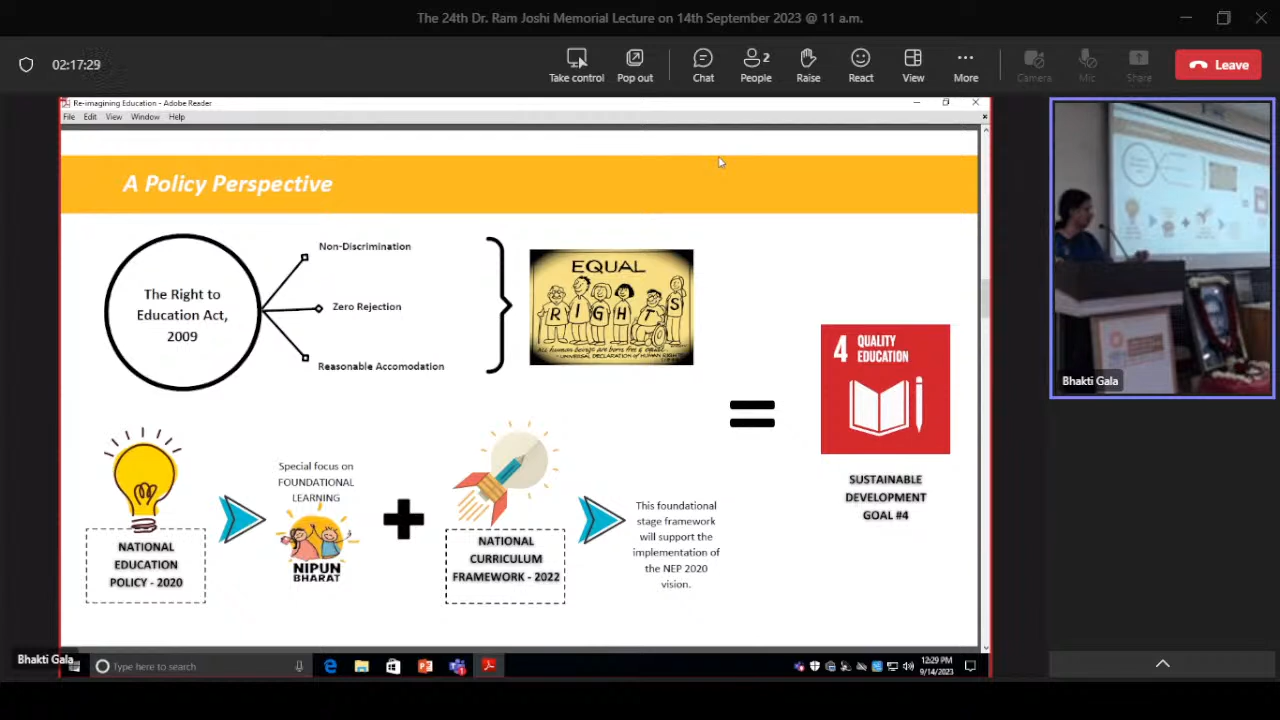 The 24th Dr. Ram Joshi Memorial Lecture on 14th September 2023 @ 11 a.m.
02:17:29
Take control
Pop out
Chat
2
People
Raise
React
View
More
Camera
Mic
Share
Leave
Re-imagining Education - Adobe Reader
File Edit View Window Help
A Policy Perspective
The Right to
Education Act,
2009
Non-Discrimination
Zero Rejection
Reasonable Accomodation
EQUAL
RIGHTS
All human beings are born free & equal
- UNIVERSAL DECLARATION OF HUMAN RIGHTS
4 QUALITY
EDUCATION
SUSTAINABLE
DEVELOPMENT
GOAL #4
NATIONAL
EDUCATION
POLICY - 2020
Special focus on
FOUNDATIONAL
LEARNING
NIPUN
BHARAT
NATIONAL
CURRICULUM
FRAMEWORK - 2022
This foundational
stage framework
will support the
implementation of
the NEP 2020
vision.
Bhakti Gala
Bhakti Gala
Type here to search
12:29 PM
9/14/2023